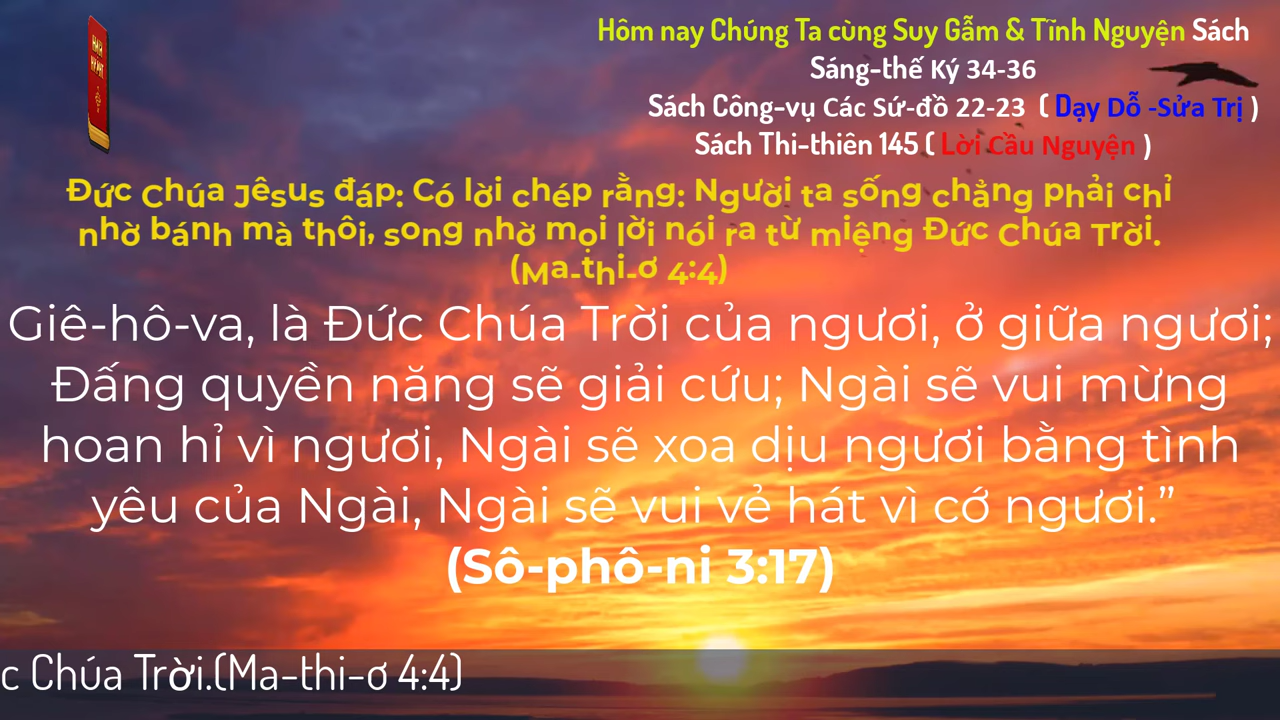 Hôm nay Chúng Ta cùng Suy Gẫm & Tĩnh Nguyện Sách
Sáng-thế Ký 34-36
Sách Công-vụ Các Sứ-đồ 22-23 ( Dạy Dỗ -Sửa Trị )
Sách Thi-thiên 145 ( Lời Cầu Nguyện )
Đức Chúa Jêsus đáp: Có lời chép rằng: Người ta sống chẳng phải chỉ
nhờ bánh mà thôi, song nhờ mọi lời nói ra từ miệng Đức Chúa Trời.
(Ma-thi-ơ 4:4)
Giê-hô-va, là Đức Chúa Trời của ngươi, ở giữa ngươi;
Đấng quyền năng sẽ giải cứu; Ngài sẽ vui mừng
hoan hỉ vì ngươi, Ngài sẽ xoa dịu ngươi bằng tình
yêu của Ngài, Ngài sẽ vui vẻ hát vì cớ ngươi.”
(Sô-phô-ni 3:17)
c Chúa Trời.(Ma-thi-ơ 4:4)